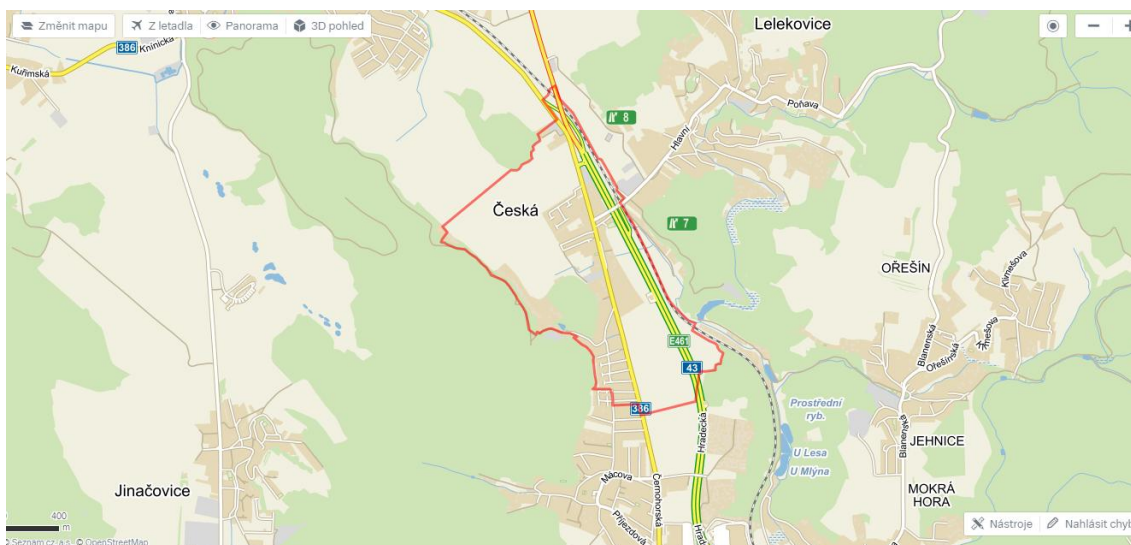 Změnit mapu
Z letadla
Panorama
3D pohled
Lelekovice
386
Knínická
Kuřimská
8
Hlavní
Poňava
Česká
7
OŘEŠÍN
Klimešova
Blanenská
Ořešínská
E461
43
386
Hradecká
Prostřední
ryb.
U Lesa
U Mlýna
Blanenská
JEHNICE
MOKRÁ
HORA
Jinačovice
Mácova
Příjezdová
Černohorská
400
m
© Seznam.cz, a.s., © OpenStreetMap
Nástroje
Nahlásit chyb